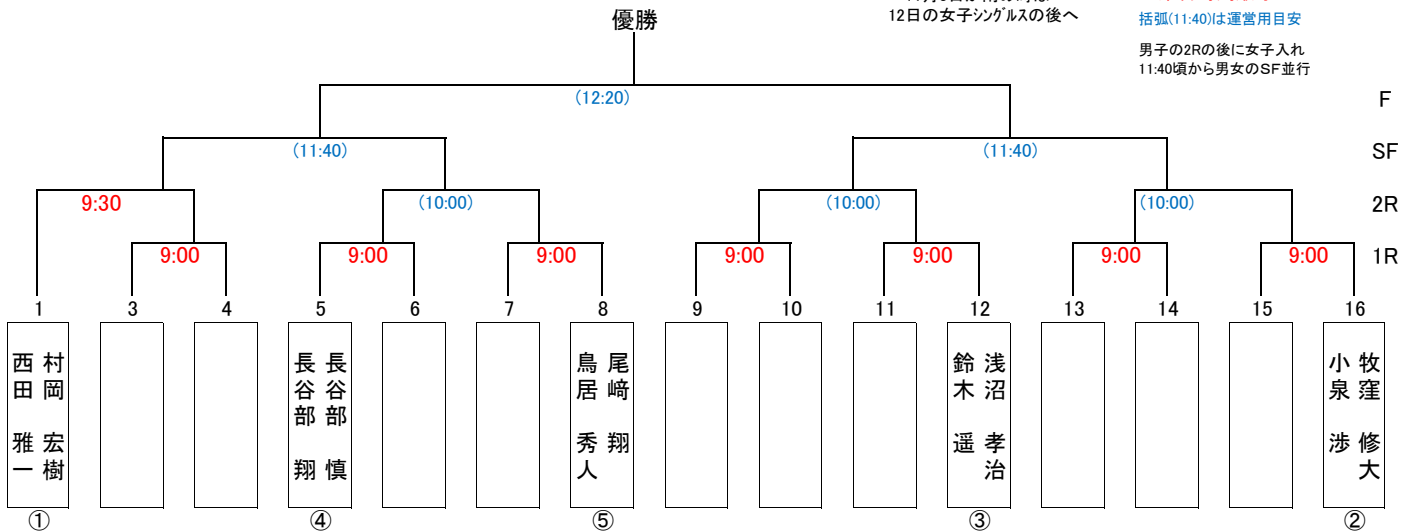 12日の女子シングルスの後へ
括弧(11:40)は運営用目安
男子の2Rの後に女子入れ
11:40頃から男女のSF並行
優勝
(12:20)
F
(11:40)
(11:40)
SF
9:30
(10:00)
(10:00)
(10:00)
2R
9:00
9:00
9:00
9:00
9:00
9:00
9:00
1R
1 3 4 5 6 7 8 9 10 11 12 13 14 15 16
村岡 宏樹
西田 雅一
長谷部 慎
長谷部 翔
尾﨑 翔
鳥居 秀人
浅沼 孝治
鈴木 遥
牧窪 修大
小泉 渉
① ④ ⑤ ③ ②